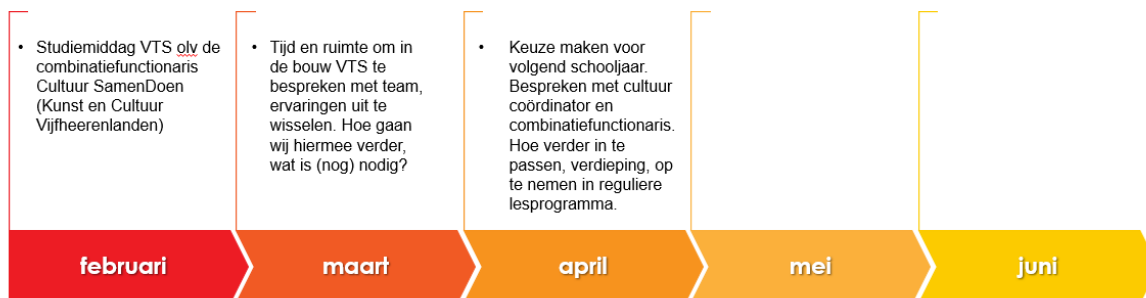 • Studiemiddag VTS olv de
combinatiefunctionaris
Cultuur SamenDoen
(Kunst en Cultuur
Vijfheerenlanden)
• Tijd en ruimte om in
de bouw VTS te
bespreken met team,
ervaringen uit te
wisselen. Hoe gaan
wij hiermee verder,
wat is (nog) nodig?
• Keuze maken voor
volgend schooljaar.
Bespreken met cultuur
coördinator en
combinatiefunctionaris.
Hoe verder in te
passen, verdieping, op
te nemen in reguliere
lesprogramma.
februari
maart
april
mei
juni